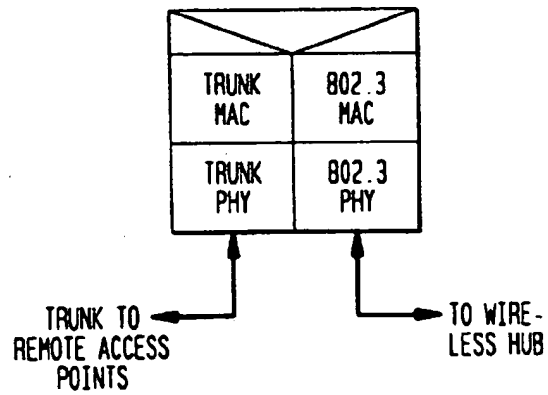 TRUNK
MAC
802.3
MAC
TRUNK
PHY
802.3
PHY
TRUNK TO
REMOTE ACCESS
POINTS
TO WIRE-
LESS HUB